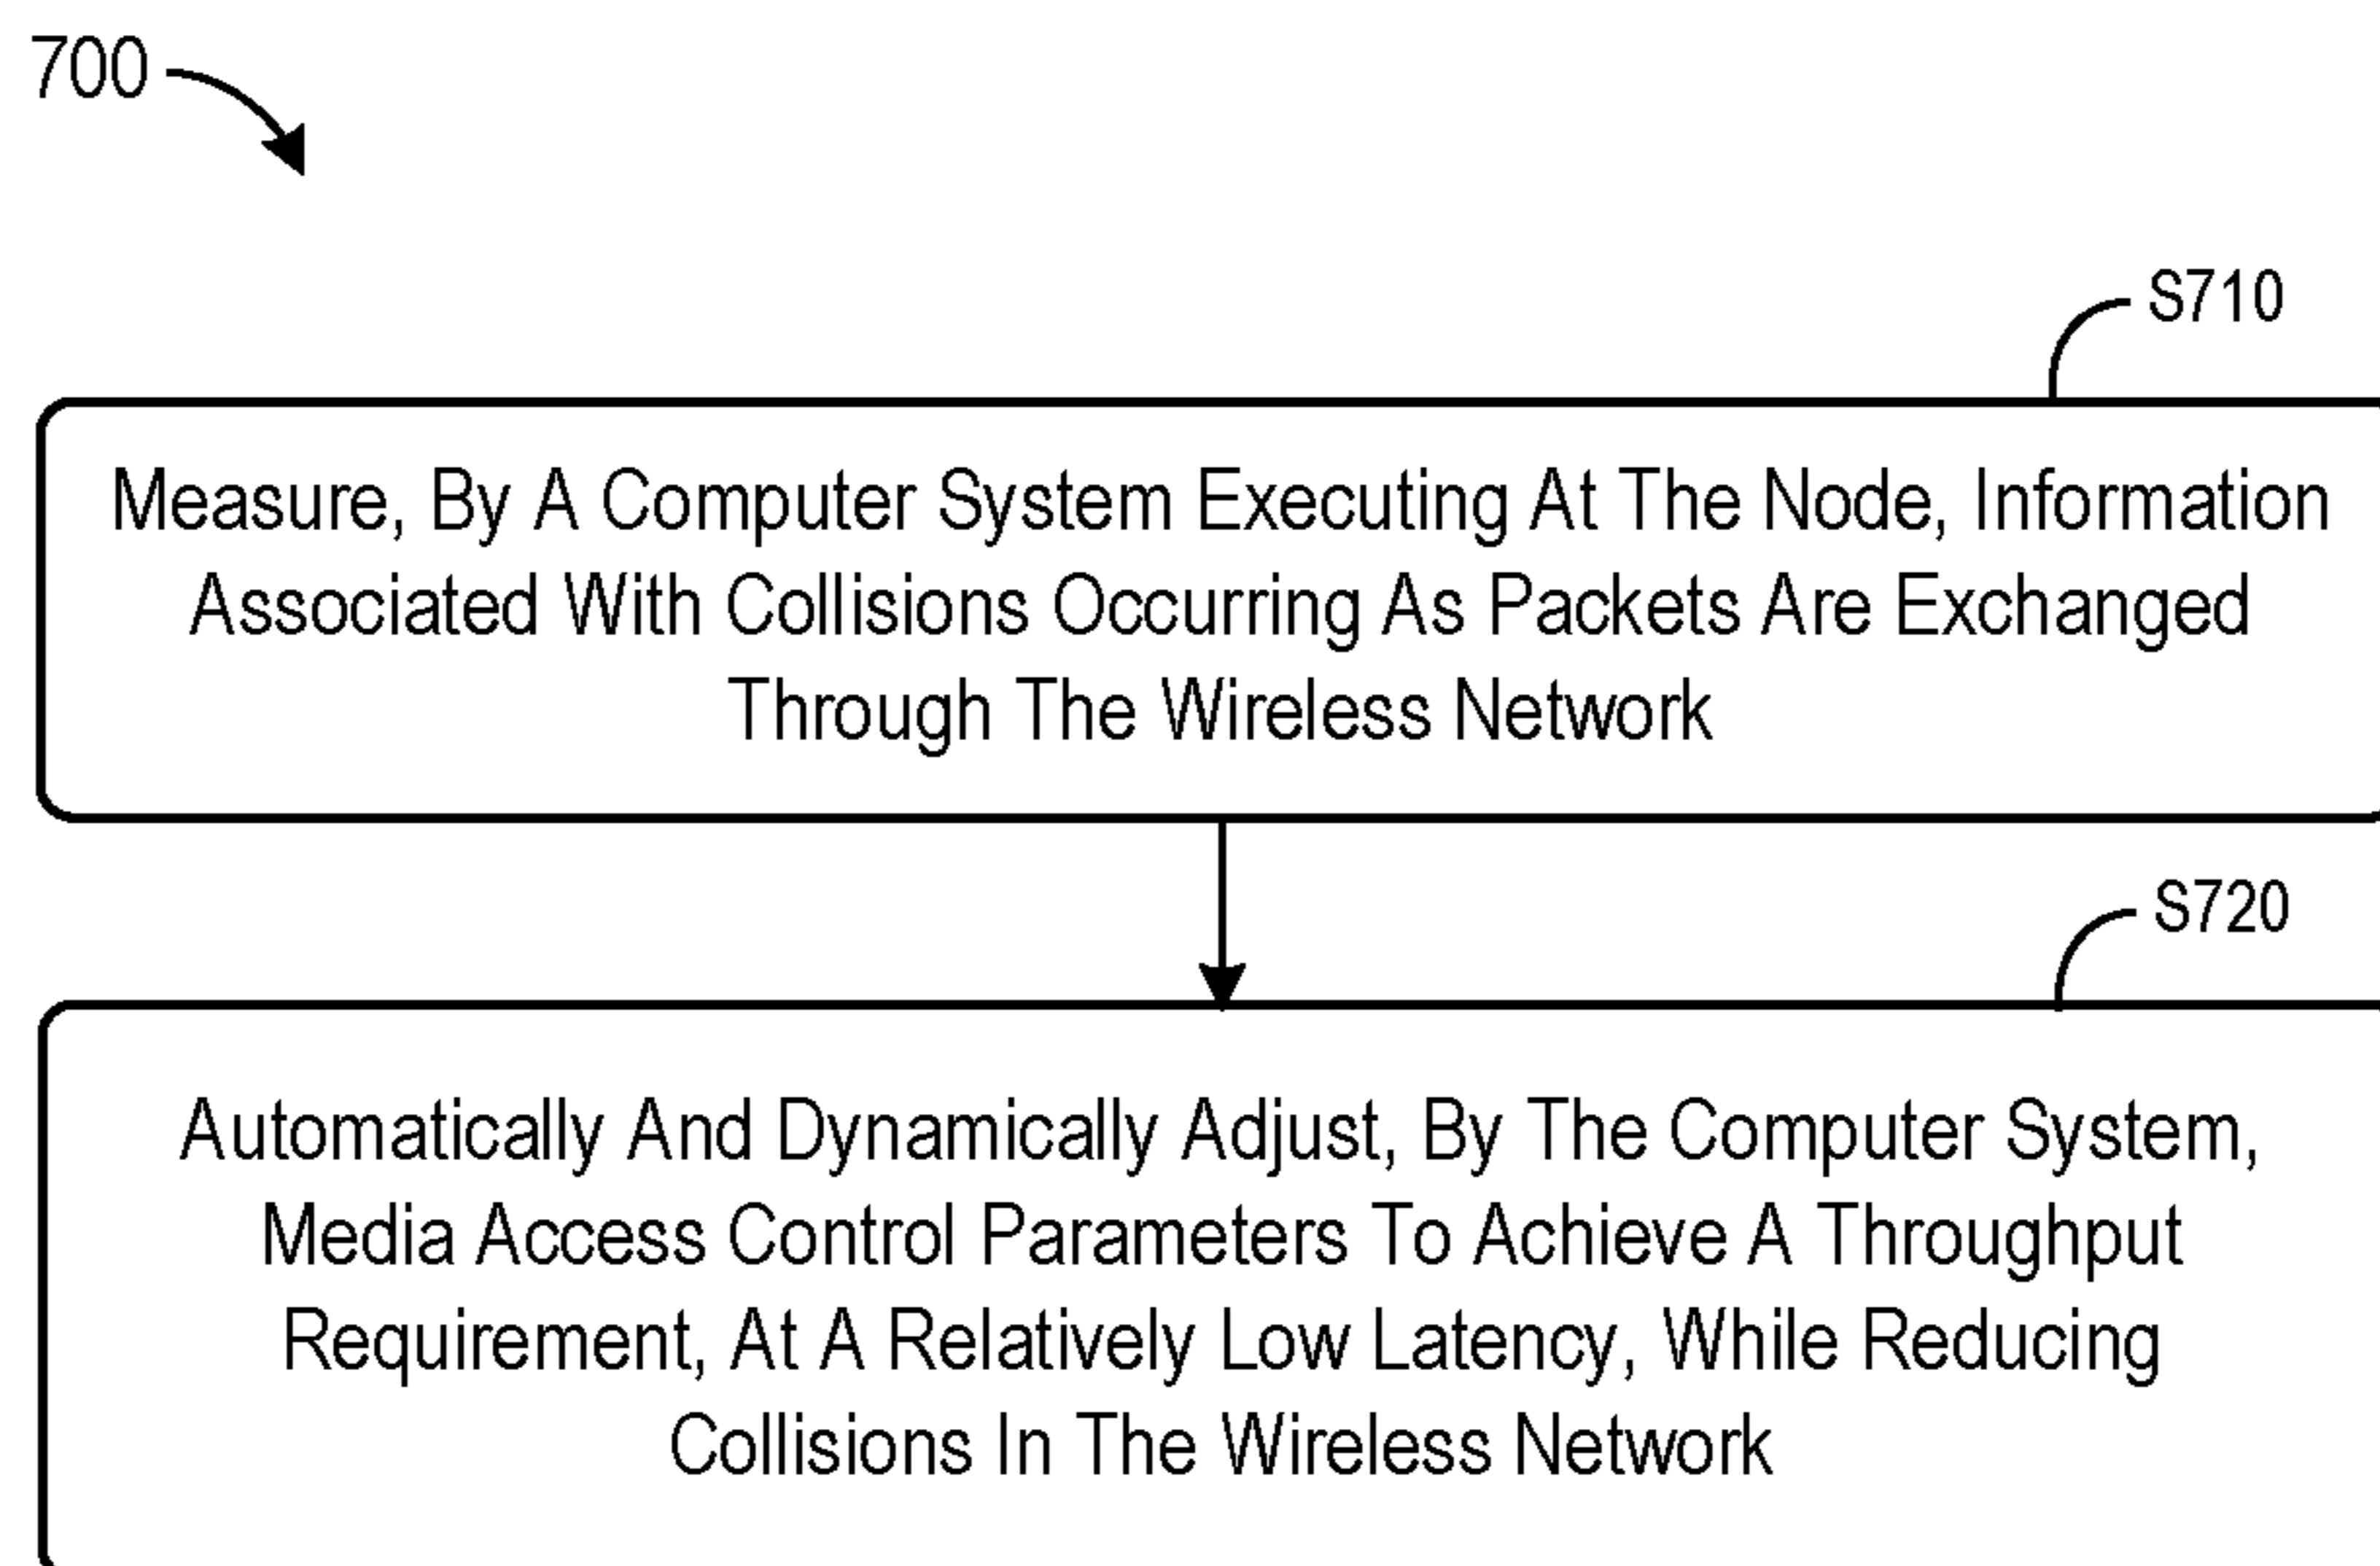 700
S710
Measure, By A Computer System Executing At The Node, Information
Associated With Collisions Occurring As Packets Are Exchanged
Through The Wireless Network
S720
Automatically And Dynamically Adjust, By The Computer System,
Media Access Control Parameters To Achieve A Throughput
Requirement, At A Relatively Low Latency, While Reducing
Collisions In The Wireless Network